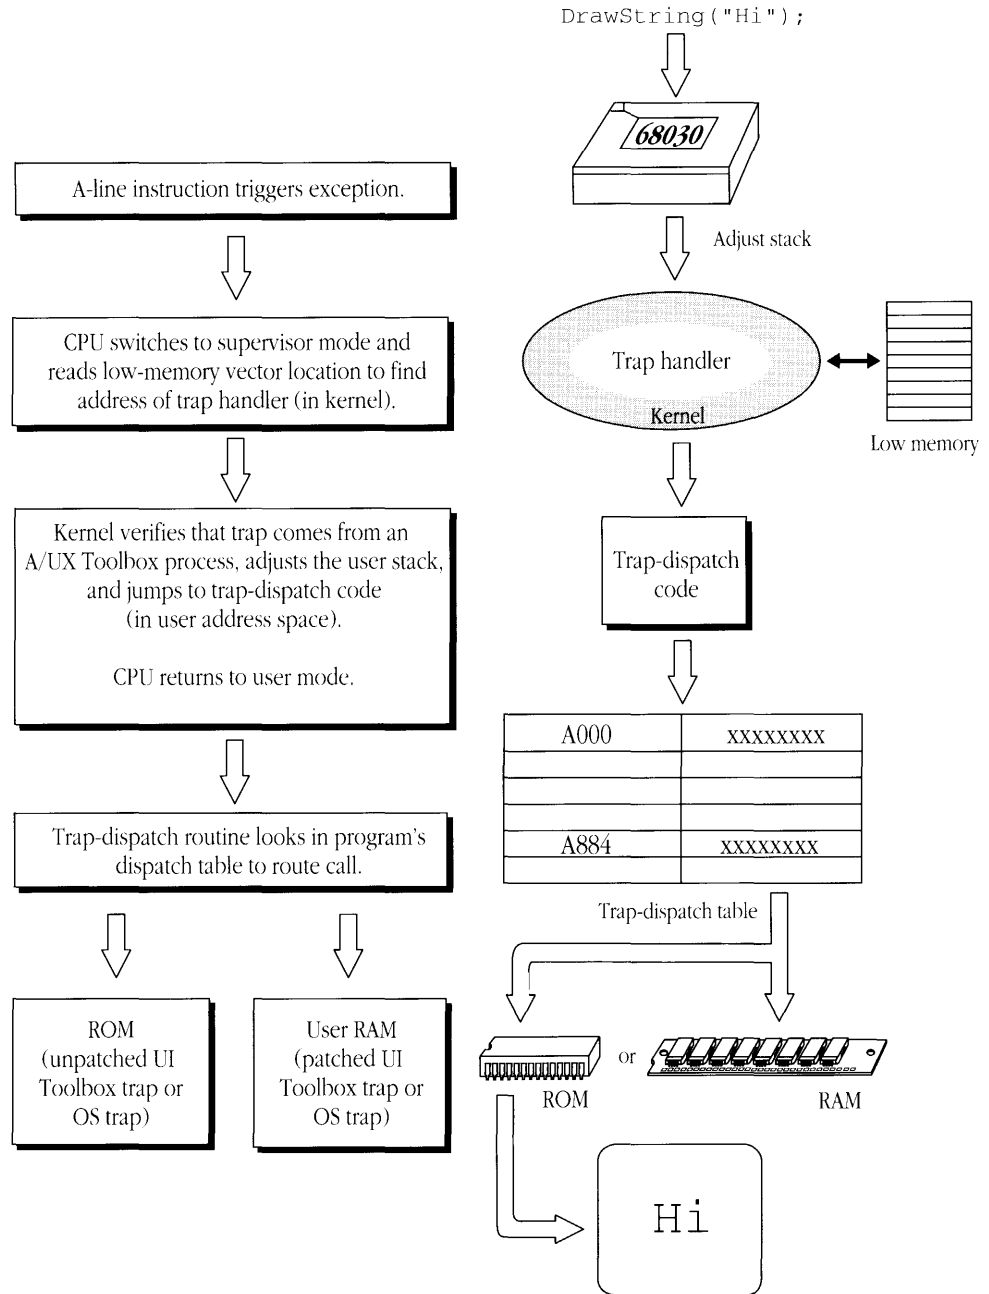 DrawString("Hi");
68030
A-line instruction triggers exception.
Adjust stack
CPU switches to supervisor mode and
reads low-memory vector location to find
address of trap handler (in kernel).
Trap handler
Kernel
Low memory
Kernel verifies that trap comes from an
A/UX Toolbox process, adjusts the user stack,
and jumps to trap-dispatch code
(in user address space).
CPU returns to user mode.
Trap-dispatch
code
A000 xxxxxxxx
A884 xxxxxxxx
Trap-dispatch table
Trap-dispatch routine looks in program's
dispatch table to route call.
ROM
(unpatched UI
Toolbox trap or
OS trap)
User RAM
(patched UI
Toolbox trap or
OS trap)
ROM
or
RAM
Hi